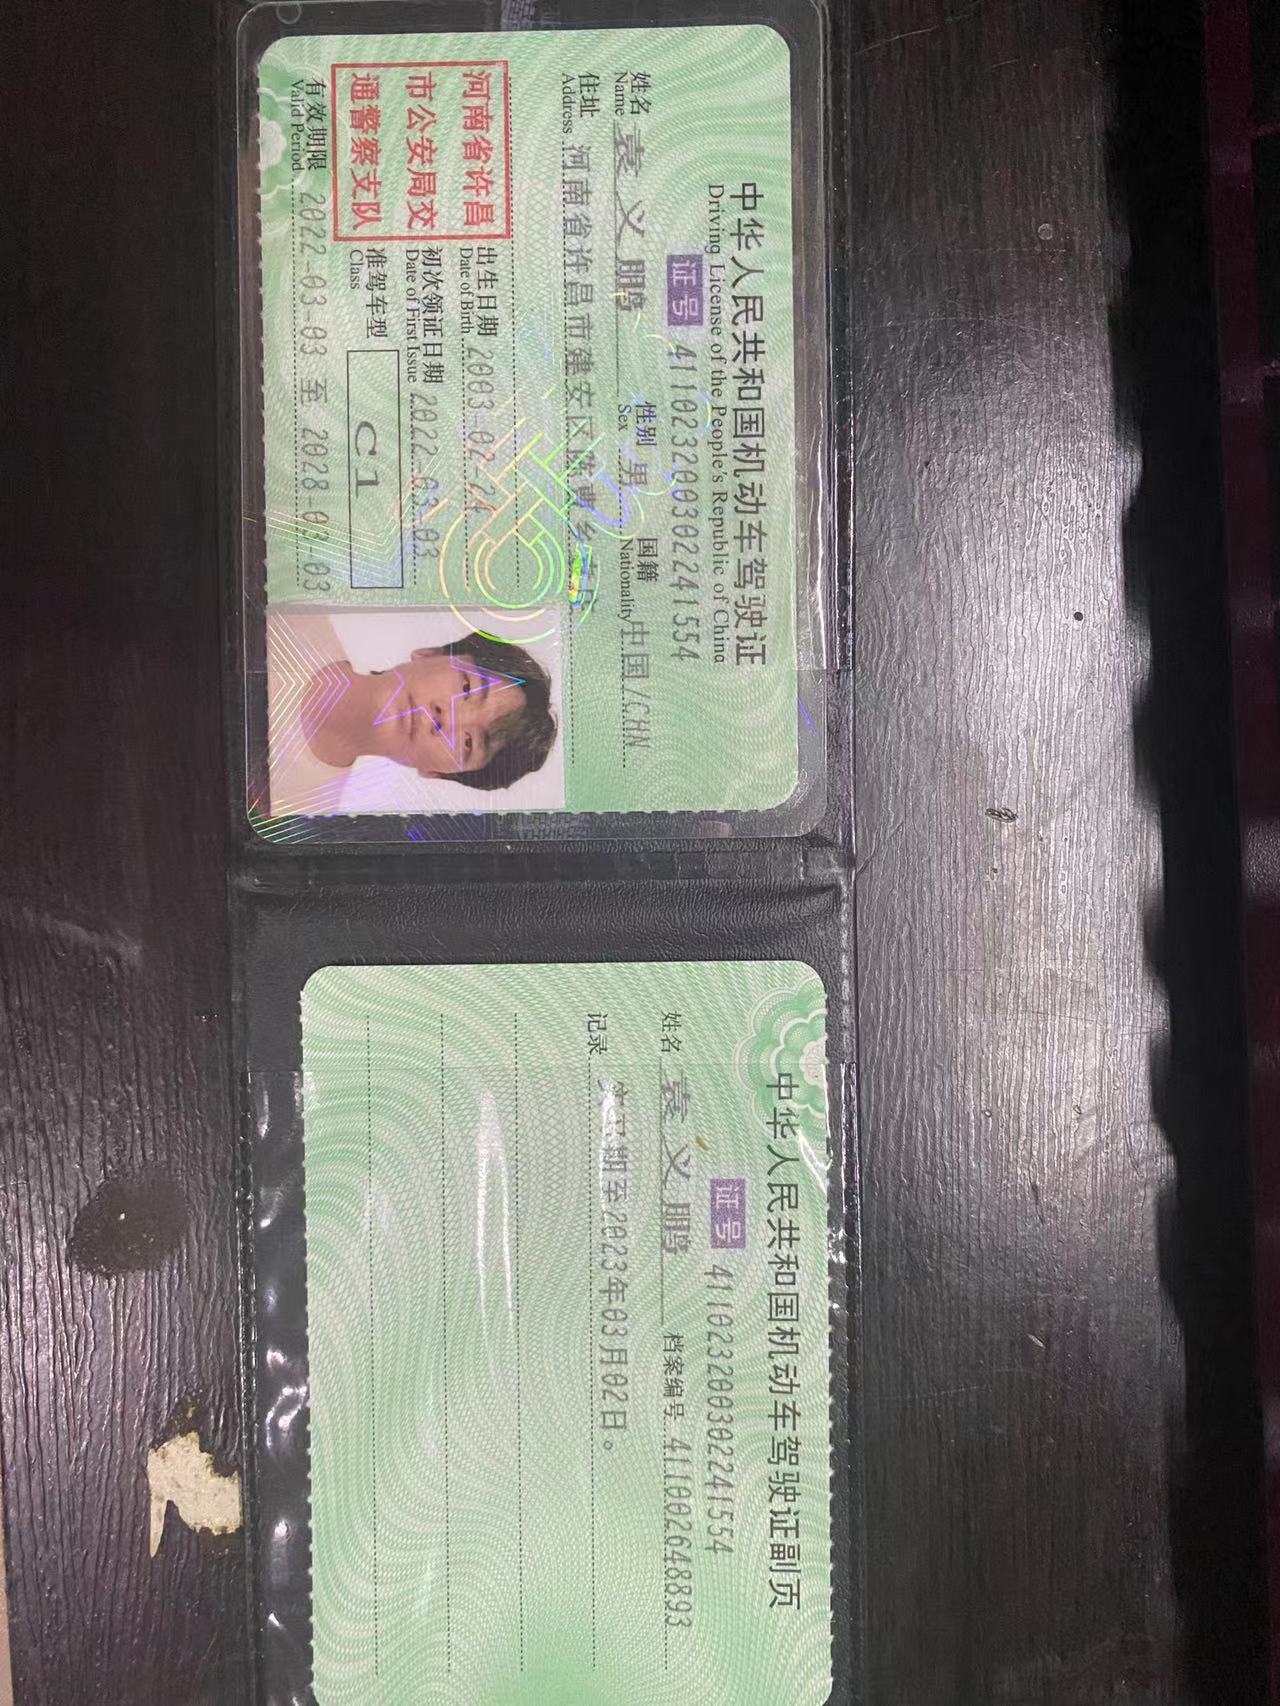 中华人民共和国机动车驾驶证
Driving License of the People's Republic of China
证号 411023200302241554
姓名 袁义鹏 性别 男 国籍 中国/CHN
Name Sex Nationality
住址 河南省许昌市建安区陈曹乡
Address
河南省许昌
市公安局交
通警察支队
出生日期 2003-02-24
Date of Birth
初次领证日期 2022-03-03
Date of First Issue
准驾车型 C1
Class
有效期限 2022-03-03 至 2028-03-03
Valid Period
中华人民共和国机动车驾驶证副页
证号 411023200302241554
姓名 袁义鹏 档案编号 411002648893
记录 实习期至2023年03月02日。